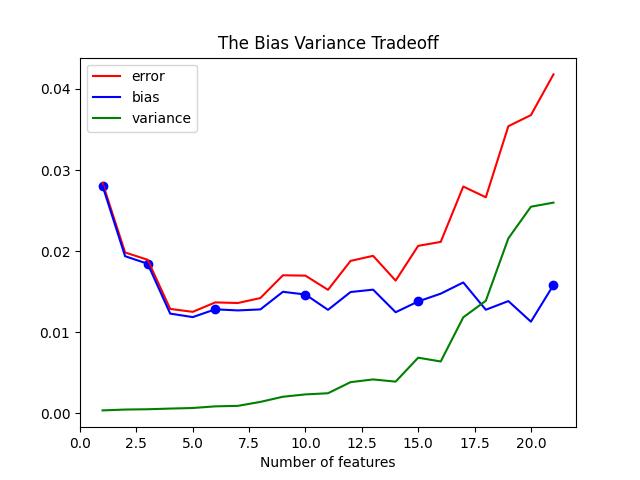 The Bias Variance Tradeoff
error
bias
variance
0.04
0.03
0.02
0.01
0.00
0.0 2.5 5.0 7.5 10.0 12.5 15.0 17.5 20.0
Number of features